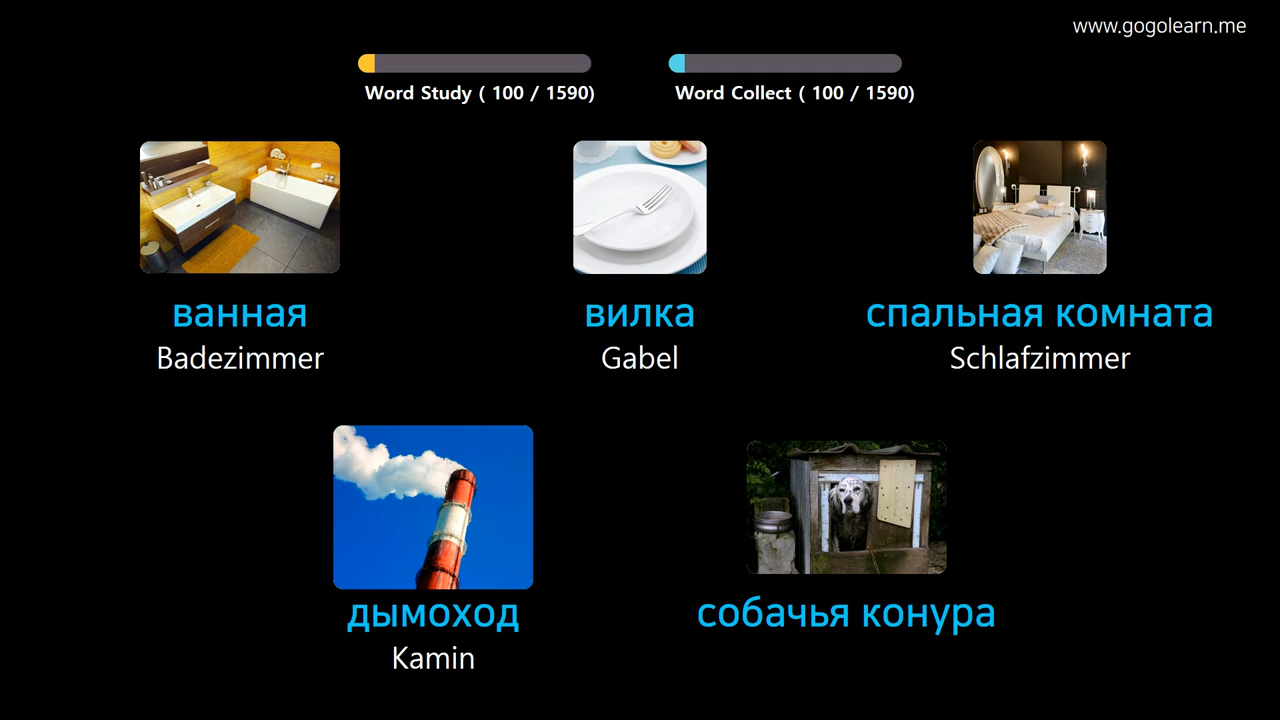 www.gogolearn.me
Word Study ( 100 / 1590)
Word Collect ( 100 / 1590)
ванная
Badezimmer
вилка
Gabel
спальная комната
Schlafzimmer
дымоход
Kamin
собачья конура